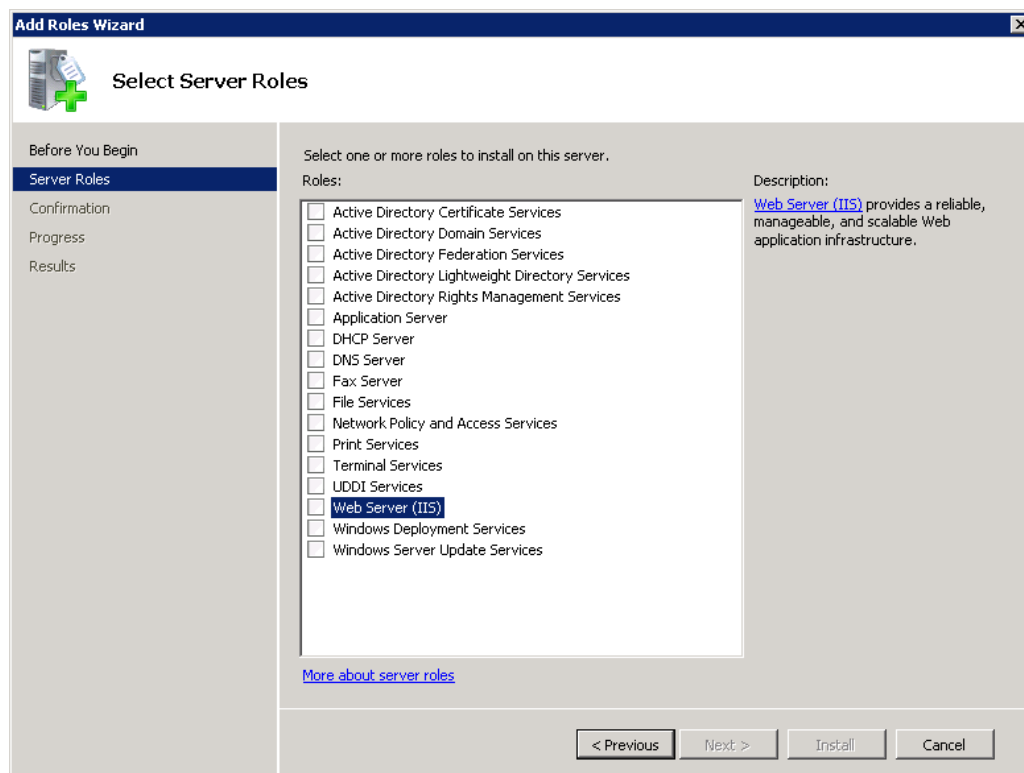 Add Roles Wizard
Select Server Roles
Before You Begin
Server Roles
Confirmation
Progress
Results
Select one or more roles to install on this server.
Roles:
Active Directory Certificate Services
Active Directory Domain Services
Active Directory Federation Services
Active Directory Lightweight Directory Services
Active Directory Rights Management Services
Application Server
DHCP Server
DNS Server
Fax Server
File Services
Network Policy and Access Services
Print Services
Terminal Services
UDDI Services
Web Server (IIS)
Windows Deployment Services
Windows Server Update Services
More about server roles
Description:
Web Server (IIS) provides a reliable,
manageable, and scalable Web
application infrastructure.
< Previous
Next >
Install
Cancel